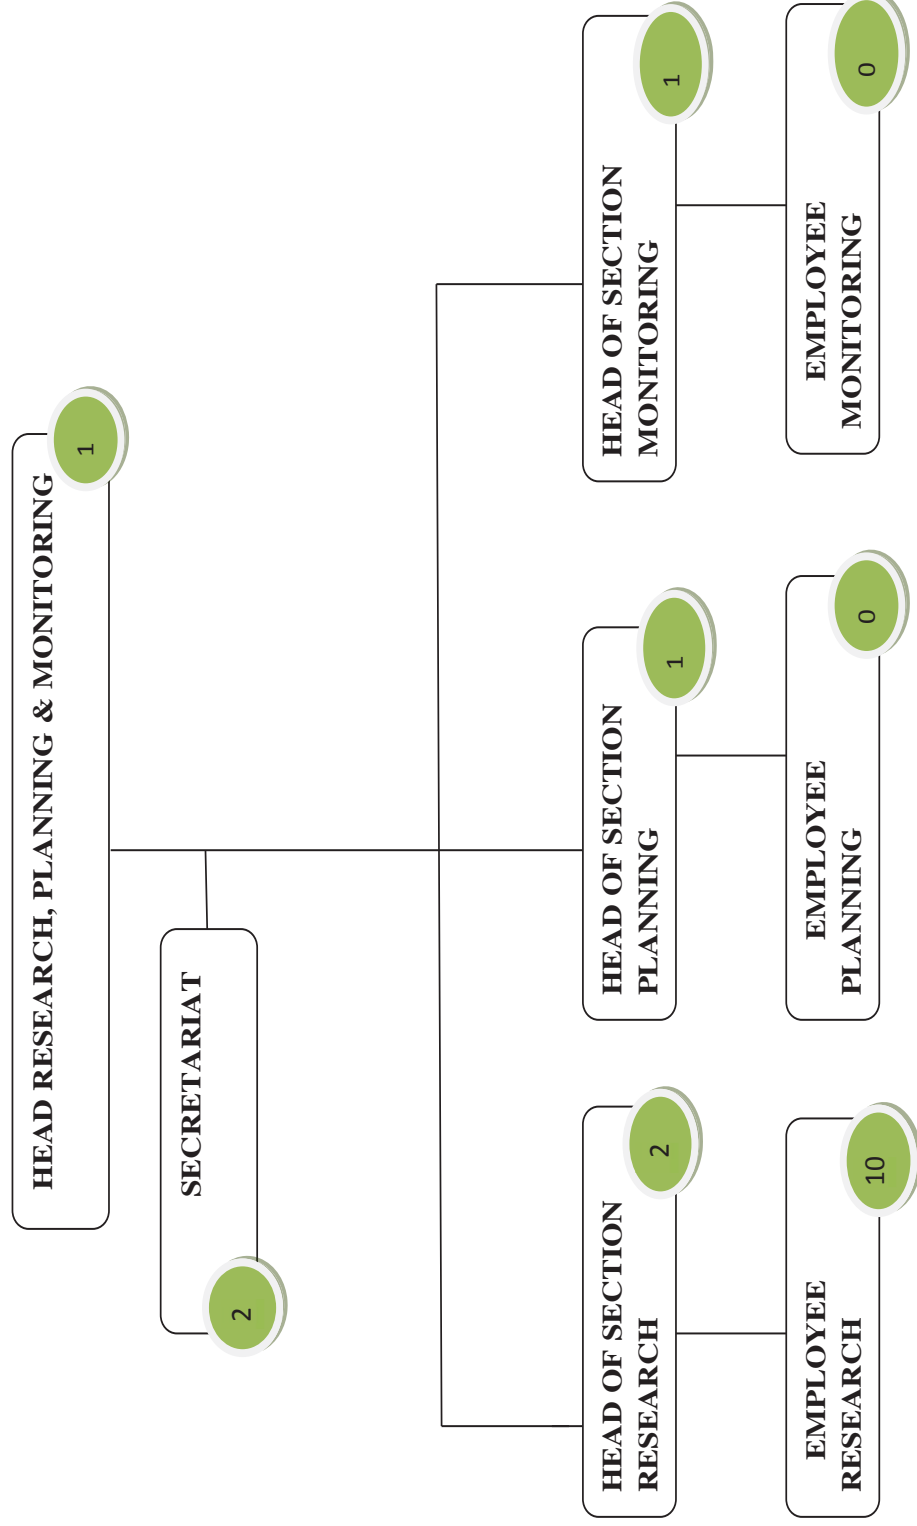 HEAD RESEARCH, PLANNING & MONITORING
1
SECRETARIAT
2
HEAD OF SECTION
RESEARCH
2
HEAD OF SECTION
PLANNING
1
HEAD OF SECTION
MONITORING
1
EMPLOYEE
RESEARCH
10
EMPLOYEE
PLANNING
0
EMPLOYEE
MONITORING
0